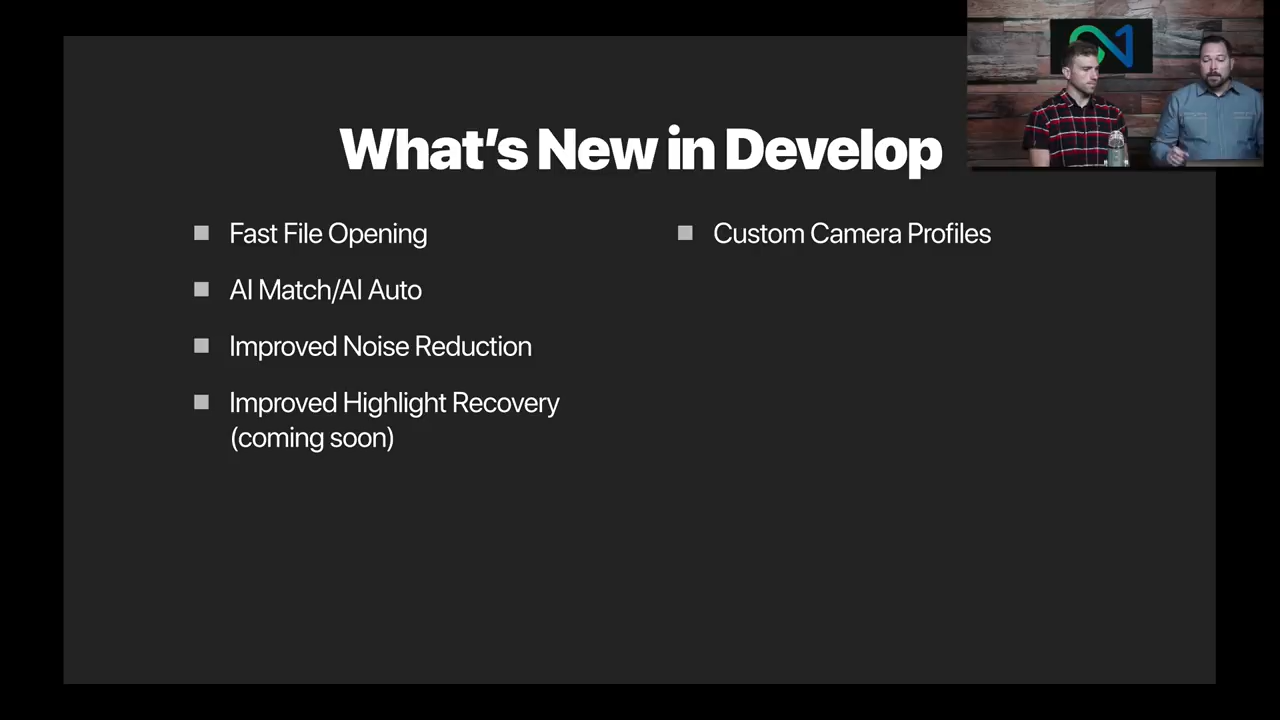 What's New in Develop
Fast File Opening
AI Match/AI Auto
Improved Noise Reduction
Improved Highlight Recovery
(coming soon)
Custom Camera Profiles